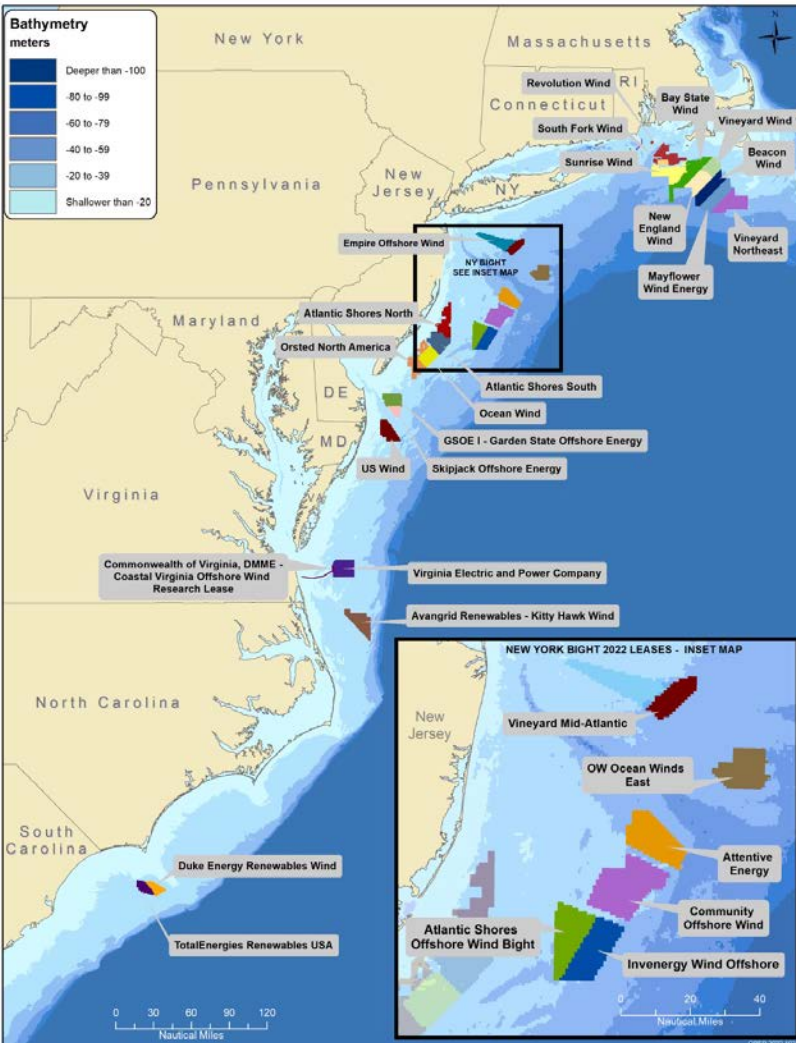 Bathymetry
meters
Deeper than -100
-80 to -99
-60 to -79
-40 to -59
-20 to -39
Shallower than -20
N
New York
Massachusetts
Revolution Wind
RI
Bay State
Wind
Connecticut
Vineyard Wind
South Fork Wind
Beacon
Wind
Sunrise Wind
Pennsylvania
New
Jersey
NY
New
England
Wind
Vineyard
Northeast
Mayflower
Wind Energy
Empire Offshore Wind
NY BIGHT
SEE INSET MAP
Maryland
Atlantic Shores North
Orsted North America
Atlantic Shores South
DE
Ocean Wind
MD
GSOE I - Garden State Offshore Energy
US Wind
Skipjack Offshore Energy
Virginia
VA
Commonwealth of Virginia, DMME -
Coastal Virginia Offshore Wind
Research Lease
Virginia Electric and Power Company
Avangrid Renewables - Kitty Hawk Wind
North Carolina
South
Carolina
Duke Energy Renewables Wind
TotalEnergies Renewables USA
0 30 60 90 120
Nautical Miles
NEW YORK BIGHT 2022 LEASES - INSET MAP
New
Jersey
Vineyard Mid-Atlantic
OW Ocean Winds
East
Attentive
Energy
Community
Offshore Wind
Atlantic Shores
Offshore Wind Bight
Invenergy Wind Offshore
0 20 40
Nautical Miles